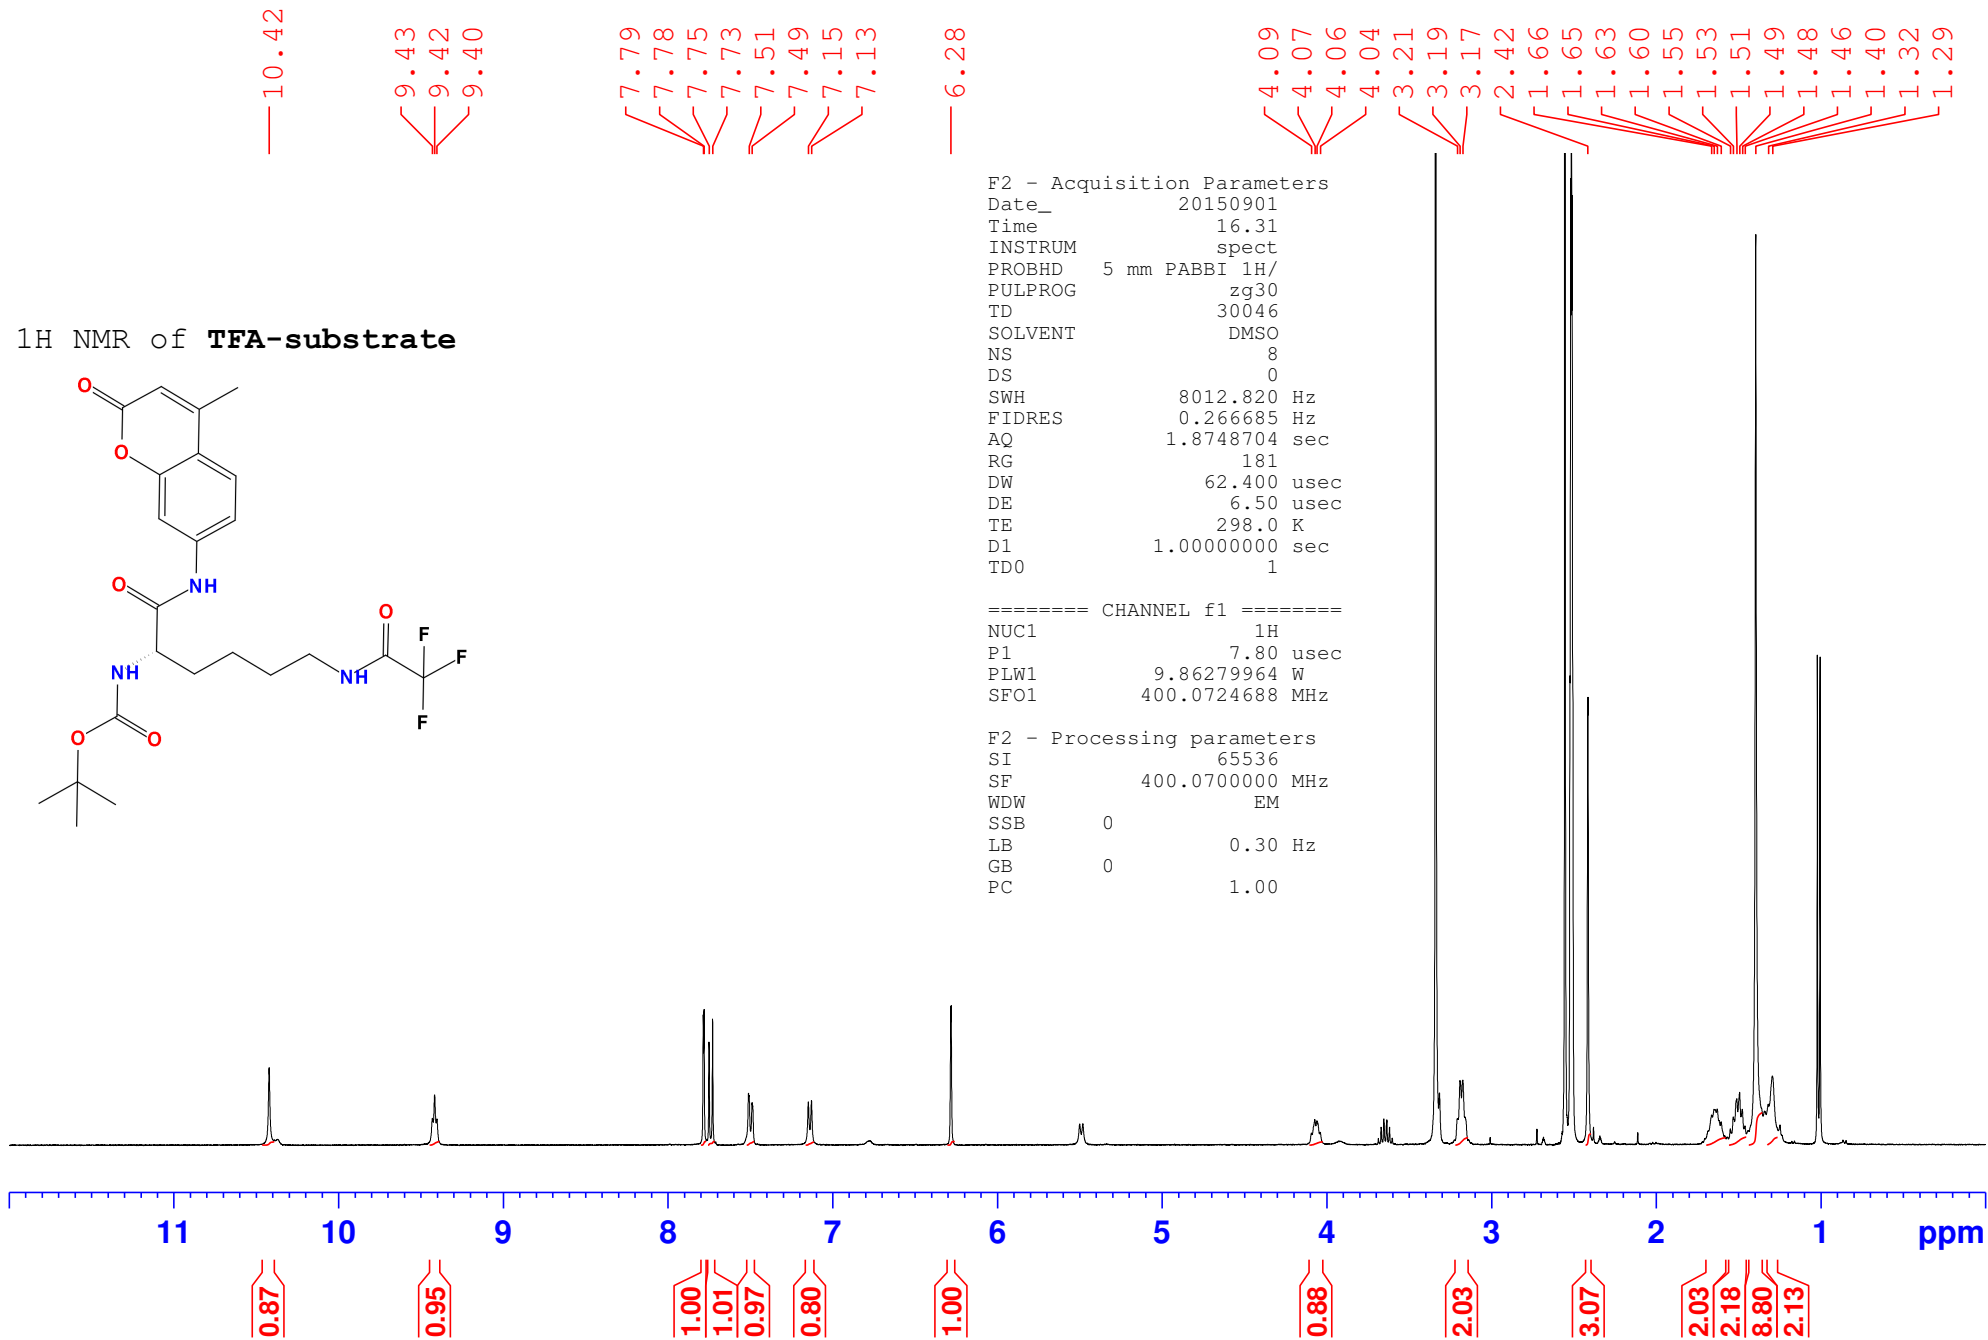 10.42
9.43
9.42
9.40
7.79
7.78
7.75
7.73
7.51
7.49
7.15
7.13
6.28
4.09
4.07
4.06
4.04
3.21
3.19
3.17
2.42
1.66
1.65
1.63
1.60
1.55
1.53
1.51
1.49
1.48
1.46
1.40
1.32
1.29
1H NMR of TFA-substrate
O
O
O
NH
O
NH
NH
F
F
F
O
O
F2 - Acquisition Parameters
Date_ 20150901
Time 16.31
INSTRUM spect
PROBHD 5 mm PABBI 1H/
PULPROG zg30
TD 30046
SOLVENT DMSO
NS 8
DS 0
SWH 8012.820 Hz
FIDRES 0.266685 Hz
AQ 1.8748704 sec
RG 181
DW 62.400 usec
DE 6.50 usec
TE 298.0 K
D1 1.00000000 sec
TD0 1
======== CHANNEL f1 ========
NUC1 1H
P1 7.80 usec
PLW1 9.86279964 W
SFO1 400.0724688 MHz
F2 - Processing parameters
SI 65536
SF 400.0700000 MHz
WDW EM
SSB 0
LB 0.30 Hz
GB 0
PC 1.00
11 10 9 8 7 6 5 4 3 2 1 ppm
0.87
0.95
1.00
1.01
0.97
0.80
1.00
0.88
2.03
3.07
2.03
2.18
8.80
2.13